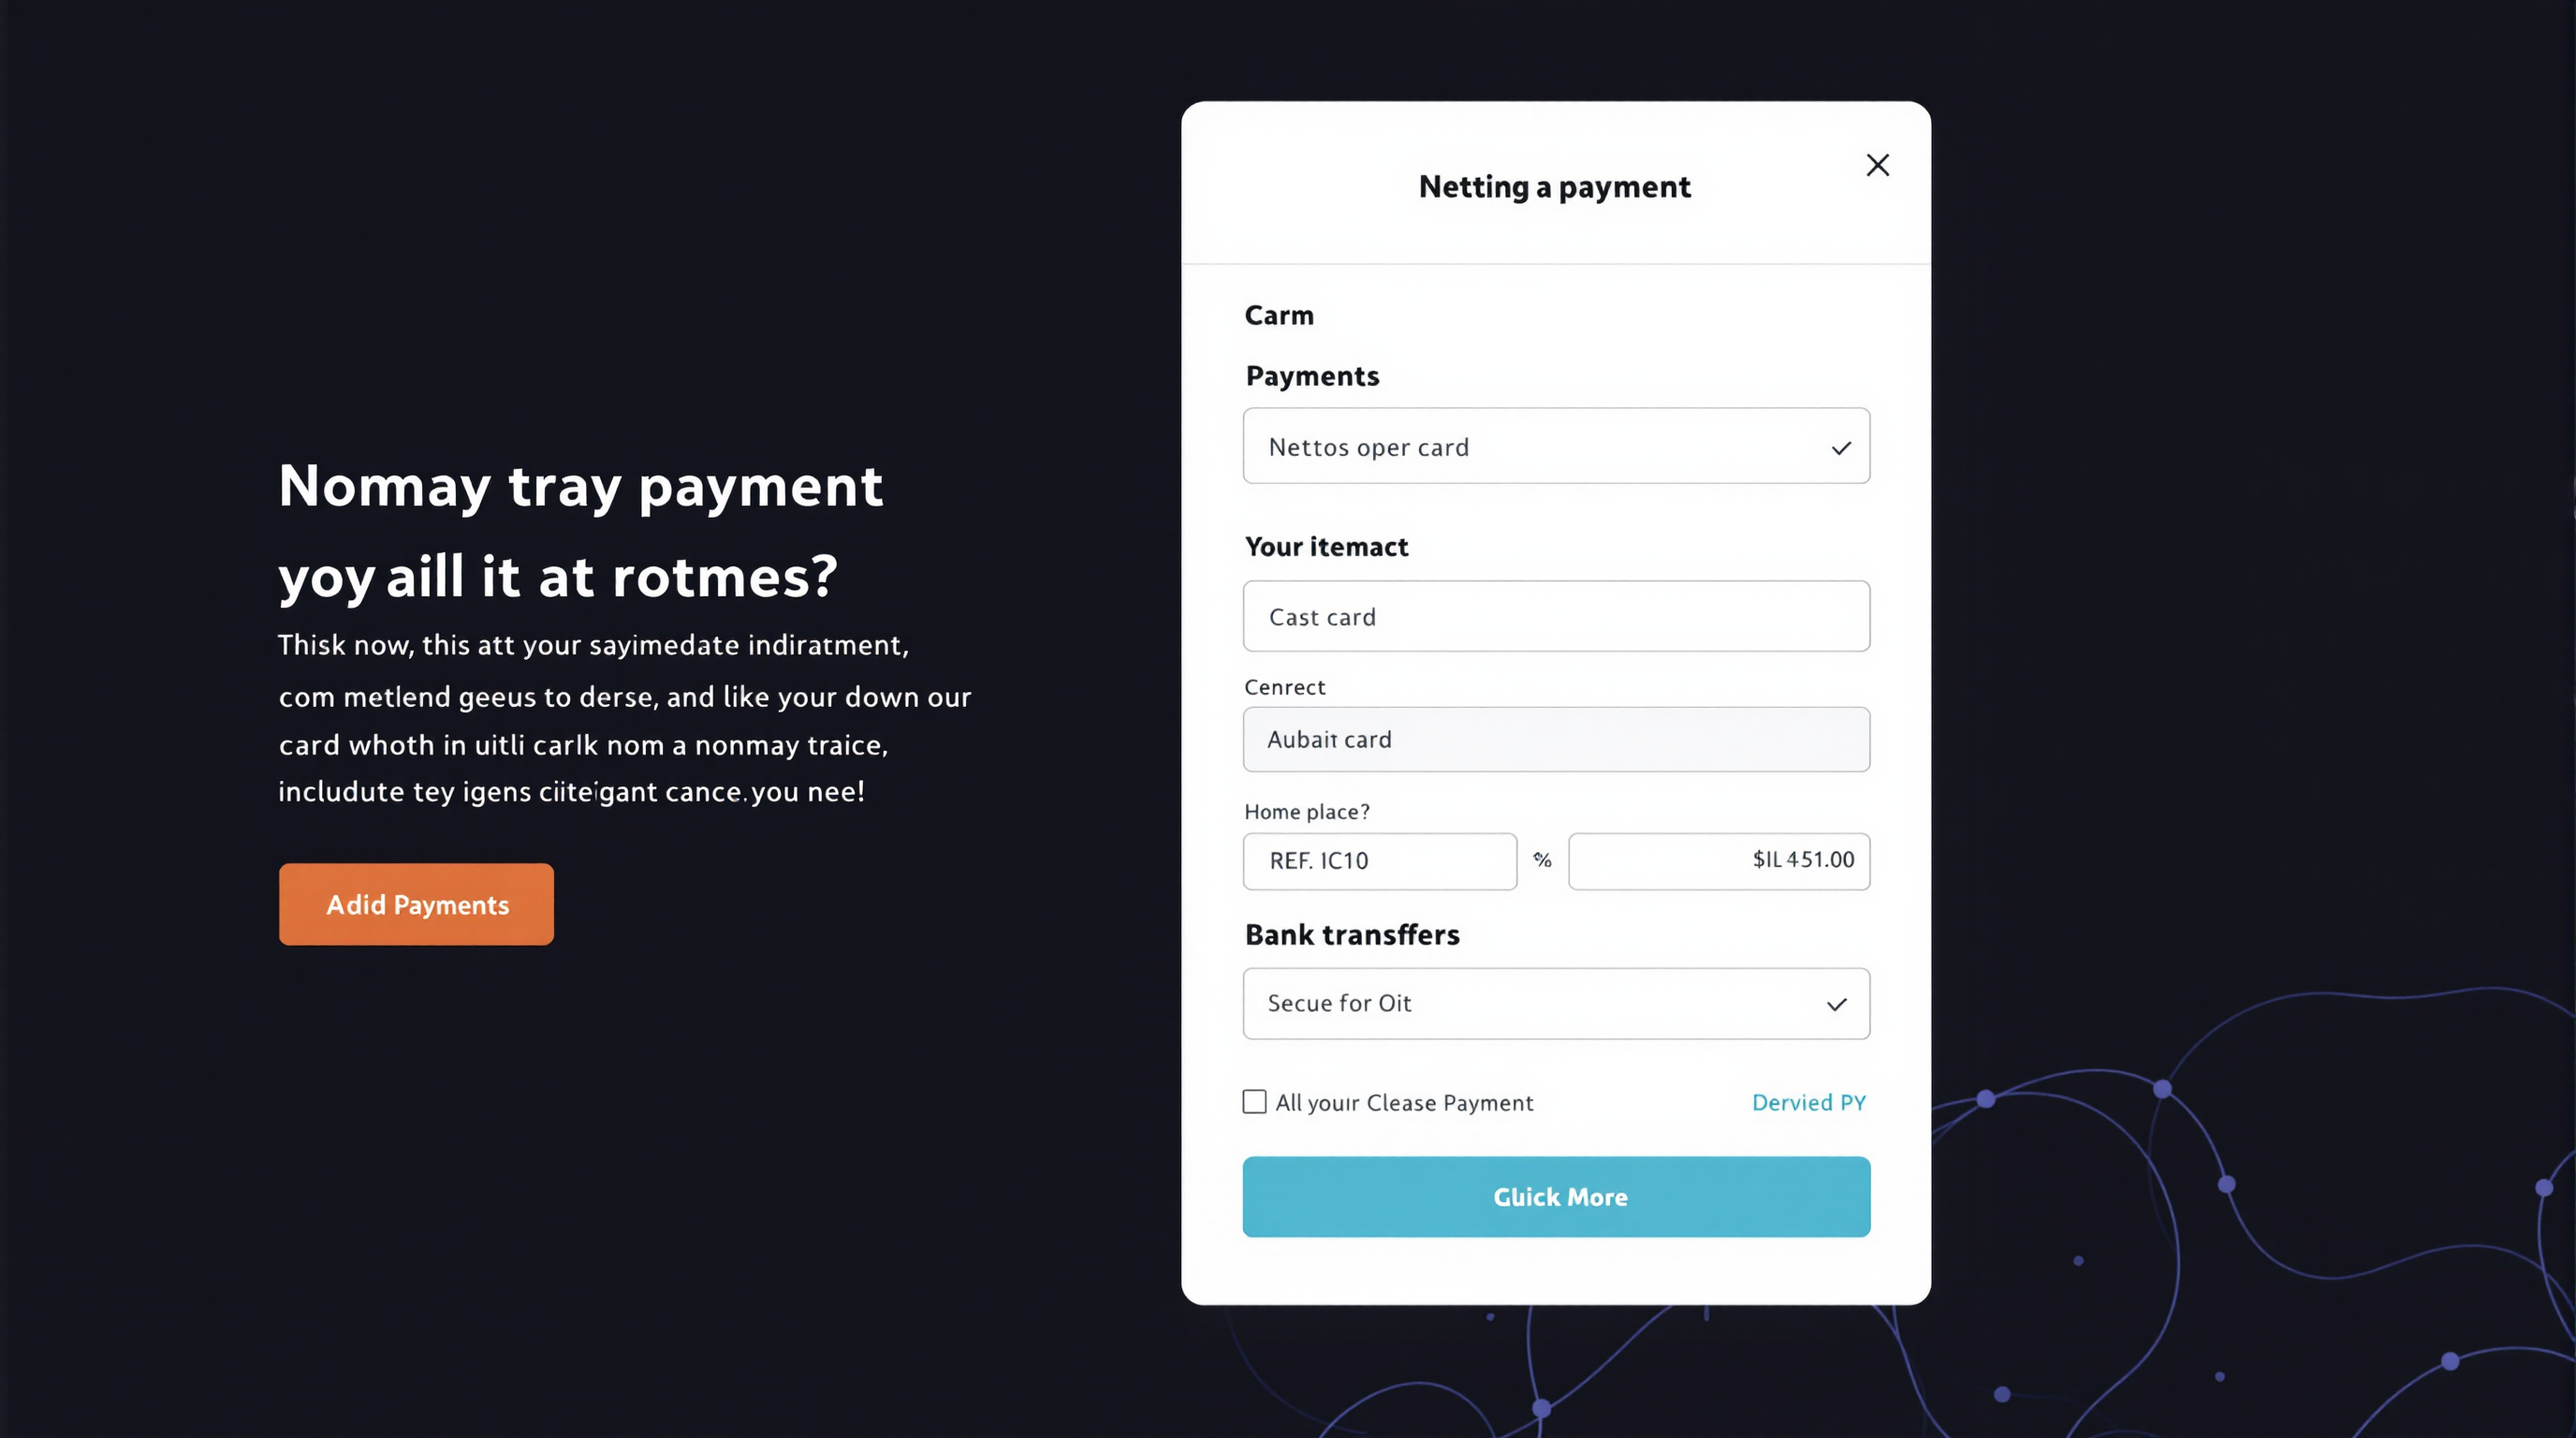 Nomay tray payment
yoy aill it at rotmes?
Thisk now, this att your sayimedate indiratment,
com metlend geeus to derse, and like your down our
card whoth in uitli carlk nom a nonmay traice,
includute tey igens ciiteigant cance. you nee!
Adid Payments
Netting a payment
Carm
Payments
Nettos oper card
Your itemact
Cast card
Cenrect
Aubait card
Home place?
REF. 1C10 % $IL 451.00
Bank transffers
Secue for Oit
All youır Clease Payment Dervied PY
Gluick More